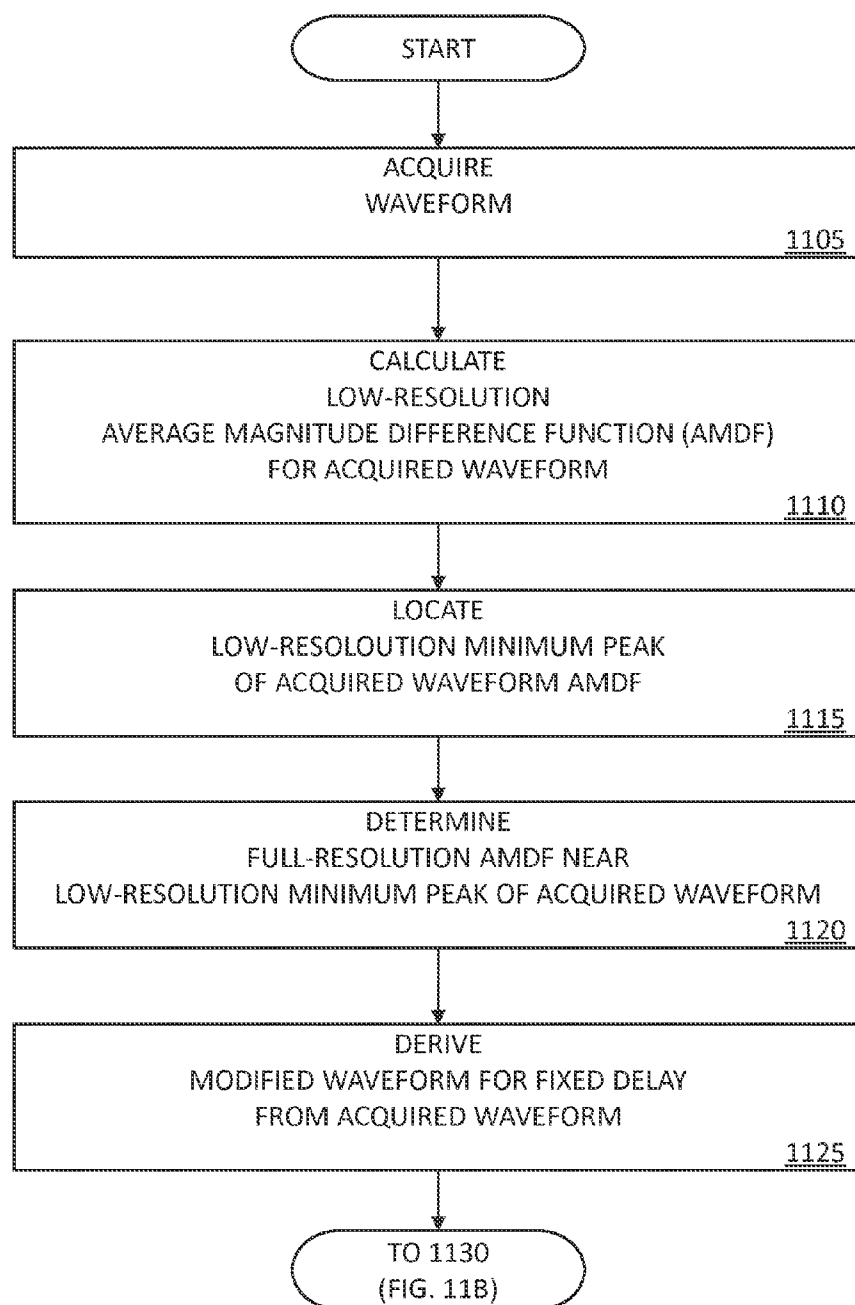 START
ACQUIRE
WAVEFORM
1105
CALCULATE
LOW-RESOLUTION
AVERAGE MAGNITUDE DIFFERENCE FUNCTION (AMDF)
FOR ACQUIRED WAVEFORM
1110
LOCATE
LOW-RESOLOUTION MINIMUM PEAK
OF ACQUIRED WAVEFORM AMDF
1115
DETERMINE
FULL-RESOLUTION AMDF NEAR
LOW-RESOLUTION MINIMUM PEAK OF ACQUIRED WAVEFORM
1120
DERIVE
MODIFIED WAVEFORM FOR FIXED DELAY
FROM ACQUIRED WAVEFORM
1125
TO 1130
(FIG. 11B)